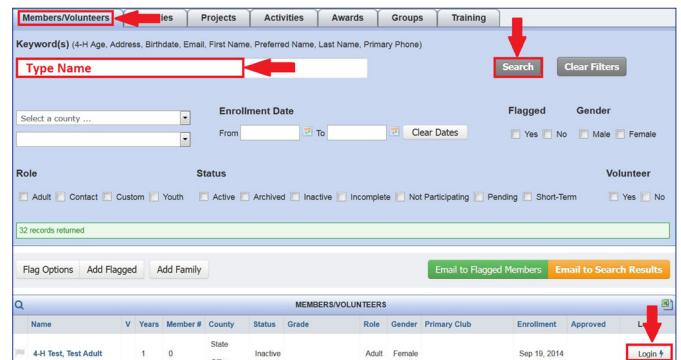 Members/Volunteers ies Projects Activities Awards Groups Training
Keyword(s) (4-H Age, Address, Birthdate, Email, First Name, Preferred Name, Last Name, Primary Phone)
Type Name Search Clear Filters
Enrollment Date Flagged Gender
Select a county ...
From To Clear Dates Yes No Male Female
Role Status Volunteer
Adult Contact Custom Youth Active Archived Inactive Incomplete Not Participating Pending Short-Term Yes No
32 records returned
Flag Options Add Flagged Add Family Email to Flagged Members Email to Search Results
MEMBERS/VOLUNTEERS
Name V Years Member # County Status Grade Role Gender Primary Club Enrollment Approved
State
4-H Test, Test Adult 1 0 Inactive Adult Female Sep 19, 2014 Login